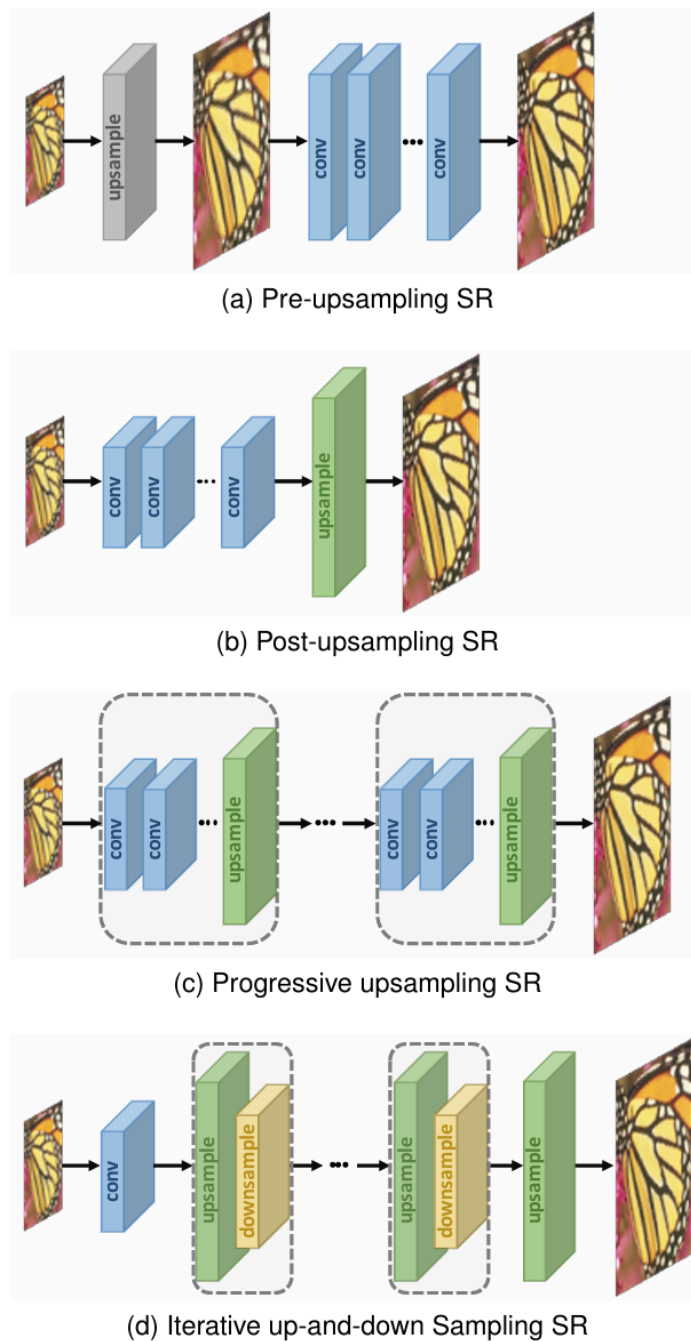 upsample
conv
conv
conv
(a) Pre-upsampling SR
conv
conv
conv
upsample
(b) Post-upsampling SR
conv
conv
upsample
conv
conv
upsample
(c) Progressive upsampling SR
conv
upsample
downsample
upsample
downsample
upsample
(d) Iterative up-and-down Sampling SR